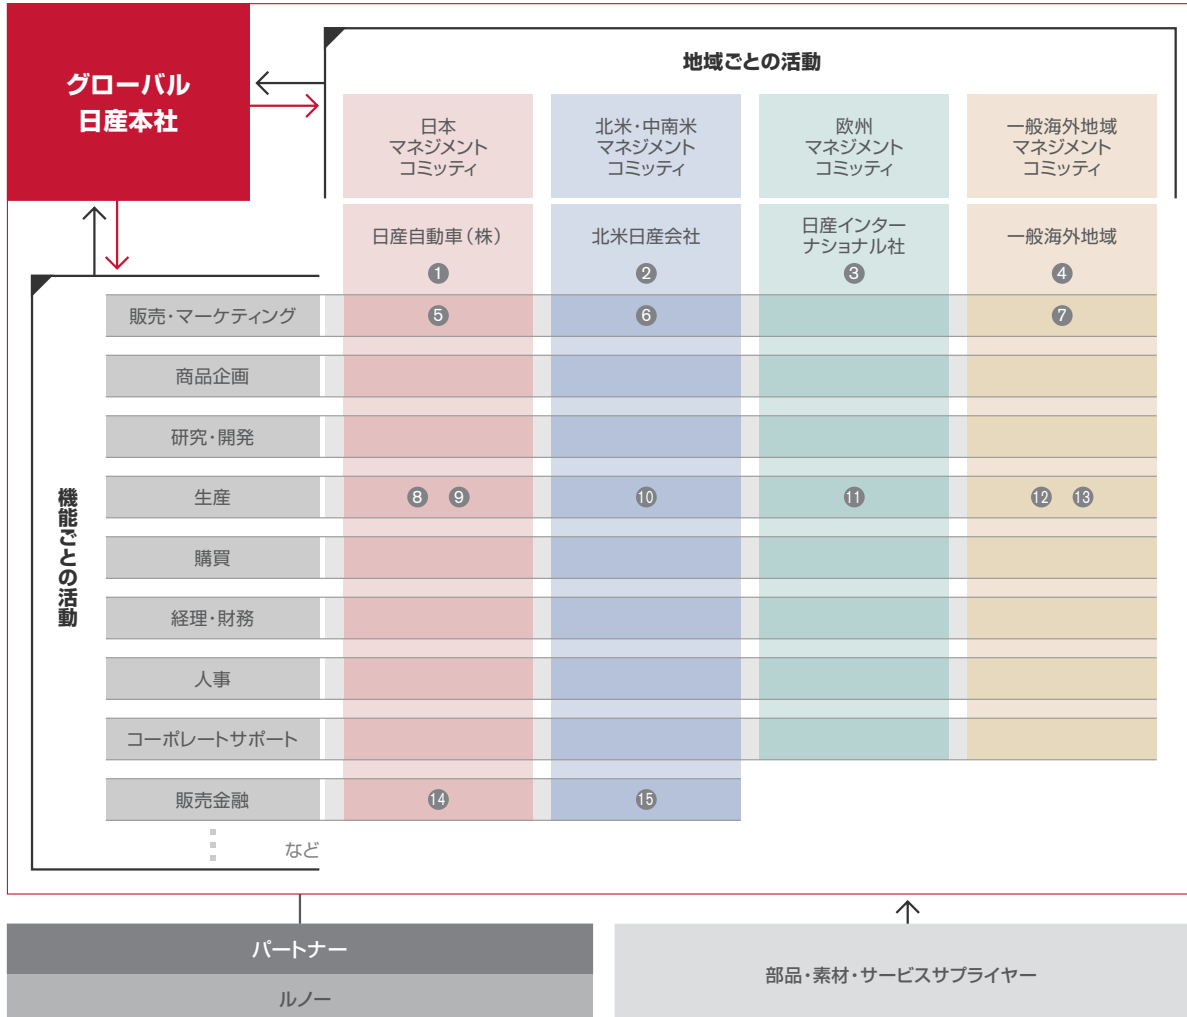 グローバル
日産本社
地域ごとの活動
日本
マネジメント
コミッティ
北米・中南米
マネジメント
コミッティ
欧州
マネジメント
コミッティ
一般海外地域
マネジメント
コミッティ
日産自動車(株)
北米日産会社
日産インター
ナショナル社
一般海外地域
① ② ③ ④
機能ごとの活動
販売・マーケティング ⑤ ⑥ ⑦
商品企画
研究・開発
生産 ⑧ ⑨ ⑩ ⑪ ⑫ ⑬
購買
経理・財務
人事
コーポレートサポート
販売金融 ⑭ ⑮
など
パートナー
ルノー
部品・素材・サービスサプライヤー